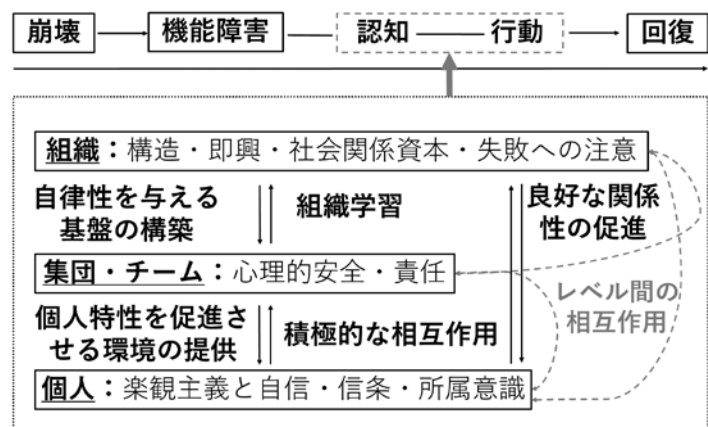 崩壊 機能障害 認知 行動 回復
組織：構造・即興・社会関係資本・失敗への注意
自律性を与える
基盤の構築
組織学習
良好な関係
性の促進
集団・チーム：心理的安全・責任
レベル間の
相互作用
個人特性を促進さ
せる環境の提供
積極的な相互作用
個人：楽観主義と自信・信条・所属意識